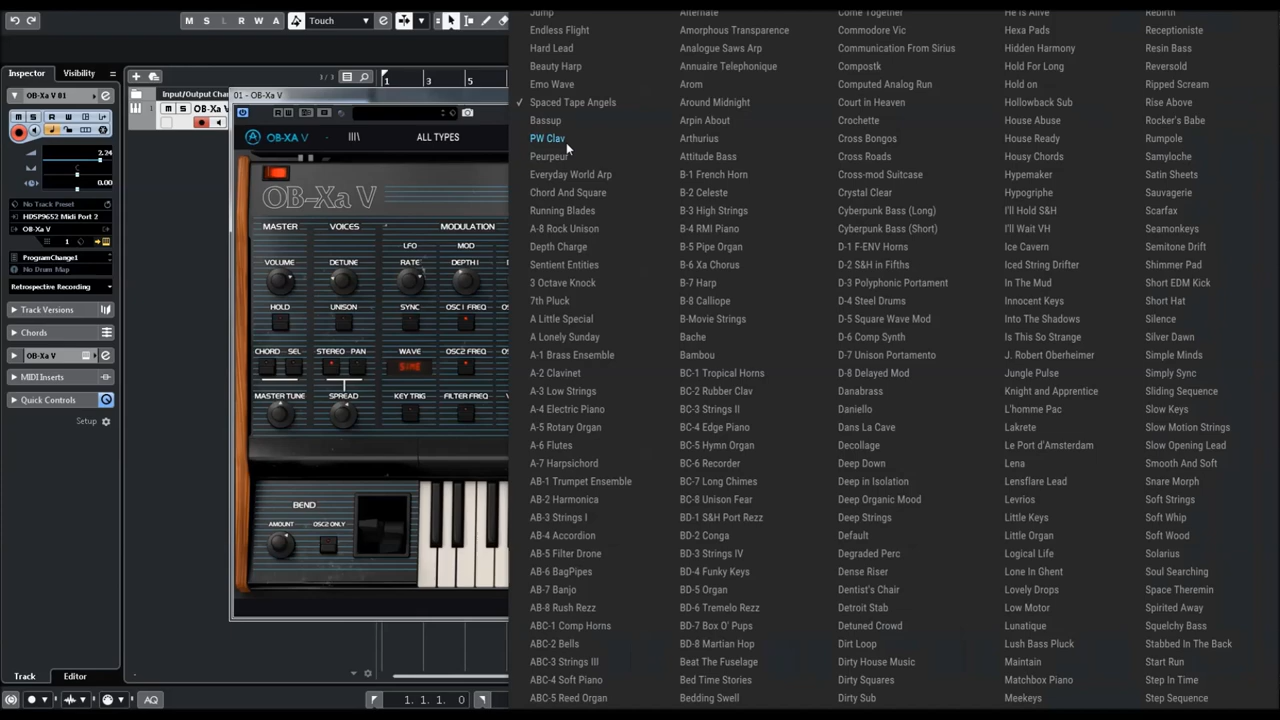 M S L R W A
Touch
Inspector
Visibility
OB-Xa V 01
M S R W
2.24
0.00
No Track Preset
HDSP9652 Midi Port 2
OB-Xa V
1
ProgramChange1
No Drum Map
Retrospective Recording
Track Versions
Chords
OB-Xa V
MIDI Inserts
Quick Controls
Setup
Track
Editor
AQ
1 3 5
Input/Output Chan
1 M S OB-Xa V
01 - OB-Xa V
OB-XA V
ALL TYPES
OB-Xa V
MASTER
VOICES
MODULATION
LFO
MOD
VOLUME
DETUNE
RATE
DEPTH I
HOLD
UNISON
SYNC
OSC I FREQ
CHORD SEL
STEREO PAN
WAVE
OSC2 FREQ
MASTER TUNE
SPREAD
KEY TRIG
FILTER FREQ
BEND
AMOUNT
OSC2 ONLY
1. 1. 1. 0
Jump
Endless Flight
Hard Lead
Beauty Harp
Emo Wave
✓ Spaced Tape Angels
Bassup
PW Clav
Peurpeur
Everyday World Arp
Chord And Square
Running Blades
A-8 Rock Unison
Depth Charge
Sentient Entities
3 Octave Knock
7th Pluck
A Little Special
A Lonely Sunday
A-1 Brass Ensemble
A-2 Clavinet
A-3 Low Strings
A-4 Electric Piano
A-5 Rotary Organ
A-6 Flutes
A-7 Harpsichord
AB-1 Trumpet Ensemble
AB-2 Harmonica
AB-3 Strings I
AB-4 Accordion
AB-5 Filter Drone
AB-6 BagPipes
AB-7 Banjo
AB-8 Rush Rezz
ABC-1 Comp Horns
ABC-2 Bells
ABC-3 Strings III
ABC-4 Soft Piano
ABC-5 Reed Organ
Alternate
Amorphous Transparence
Analogue Saws Arp
Annuaire Telephonique
Arom
Around Midnight
Arpin About
Arthurius
Attitude Bass
B-1 French Horn
B-2 Celeste
B-3 High Strings
B-4 RMI Piano
B-5 Pipe Organ
B-6 Xa Chorus
B-7 Harp
B-8 Calliope
B-Movie Strings
Bache
Bambou
BC-1 Tropical Horns
BC-2 Rubber Clav
BC-3 Strings II
BC-4 Edge Piano
BC-5 Hymn Organ
BC-6 Recorder
BC-7 Long Chimes
BC-8 Unison Fear
BD-1 S&H Port Rezz
BD-2 Conga
BD-3 Strings IV
BD-4 Funky Keys
BD-5 Organ
BD-6 Tremelo Rezz
BD-7 Box O' Pups
BD-8 Martian Hop
Beat The Fuselage
Bed Time Stories
Bedding Swell
Come Together
Commodore Vic
Communication From Sirius
Compostk
Computed Analog Run
Court in Heaven
Crochette
Cross Bongos
Cross Roads
Cross-mod Suitcase
Crystal Clear
Cyberpunk Bass (Long)
Cyberpunk Bass (Short)
D-1 F-ENV Horns
D-2 S&H in Fifths
D-3 Polyphonic Portament
D-4 Steel Drums
D-5 Square Wave Mod
D-6 Comp Synth
D-7 Unison Portamento
D-8 Delayed Mod
Danabrass
Daniello
Dans La Cave
Decollage
Deep Down
Deep in Isolation
Deep Organic Mood
Deep Strings
Default
Degraded Perc
Dense Riser
Dentist's Chair
Detroit Stab
Detuned Crowd
Dirt Loop
Dirty House Music
Dirty Squares
Dirty Sub
He Is Alive
Hexa Pads
Hidden Harmony
Hold For Long
Hold on
Hollowback Sub
House Abuse
House Ready
Housy Chords
Hypemaker
Hypogriphe
I'll Hold S&H
I'll Wait VH
Ice Cavern
Iced String Drifter
In The Mud
Innocent Keys
Into The Shadows
Is This So Strange
J. Robert Oberheimer
Jungle Pulse
Knight and Apprentice
L'homme Pac
Lakrete
Le Port d'Amsterdam
Lena
Lensflare Lead
Levrios
Little Keys
Little Organ
Logical Life
Lone In Ghent
Lovely Drops
Low Motor
Lunatique
Lush Bass Pluck
Maintain
Matchbox Piano
Meekeys
Rebirth
Receptioniste
Resin Bass
Reversold
Ripped Scream
Rise Above
Rocker's Babe
Rumpole
Samyloche
Satin Sheets
Sauvagerie
Scarfax
Seamonkeys
Semitone Drift
Shimmer Pad
Short EDM Kick
Short Hat
Silence
Silver Dawn
Simple Minds
Simply Sync
Sliding Sequence
Slow Keys
Slow Motion Strings
Slow Opening Lead
Smooth And Soft
Snare Morph
Soft Strings
Soft Whip
Soft Wood
Solarius
Soul Searching
Space Theremin
Spirited Away
Squelchy Bass
Stabbed In The Back
Start Run
Step In Time
Step Sequence